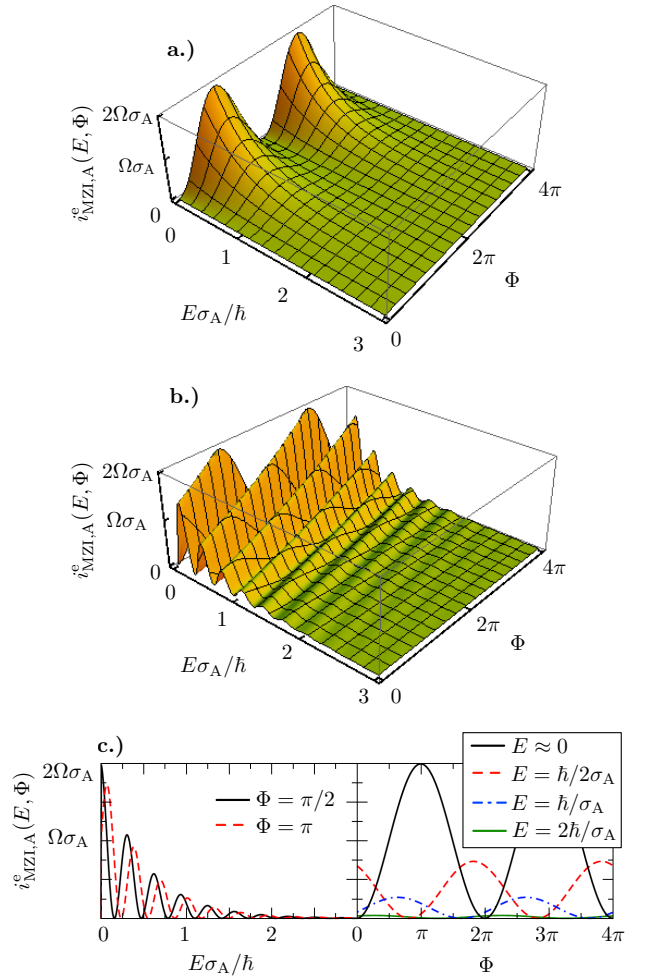 a.)
i^e_MZI,A(E, Φ)
2Ωσ_A
Ωσ_A
0
0
1
2
3
Eσ_A/ħ
0
2π
4π
Φ
b.)
i^e_MZI,A(E, Φ)
2Ωσ_A
Ωσ_A
0
0
1
2
3
Eσ_A/ħ
0
2π
4π
Φ
c.)
i^e_MZI,A(E, Φ)
2Ωσ_A
Ωσ_A
Φ = π/2
Φ = π
E ≈ 0
E = ħ/2σ_A
E = ħ/σ_A
E = 2ħ/σ_A
0 1 2 0 π 2π 3π 4π
Eσ_A/ħ Φ